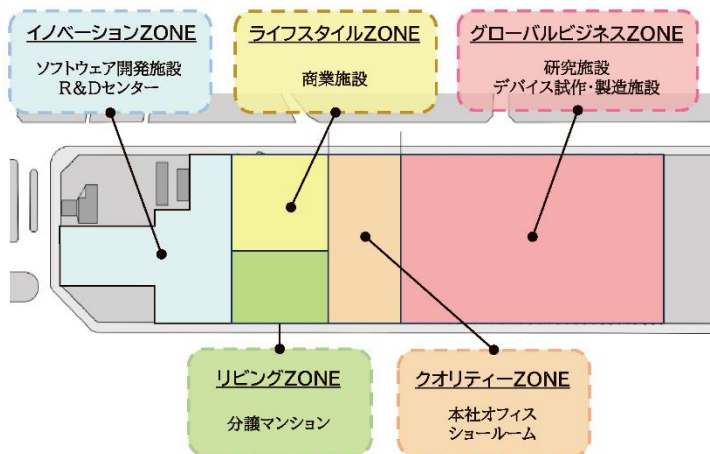 イノベーションZONE
ソフトウェア開発施設
R&Dセンター
ライフスタイルZONE
商業施設
グローバルビジネスZONE
研究施設
デバイス試作・製造施設
リビングZONE
分譲マンション
クオリティーZONE
本社オフィス
ショールーム